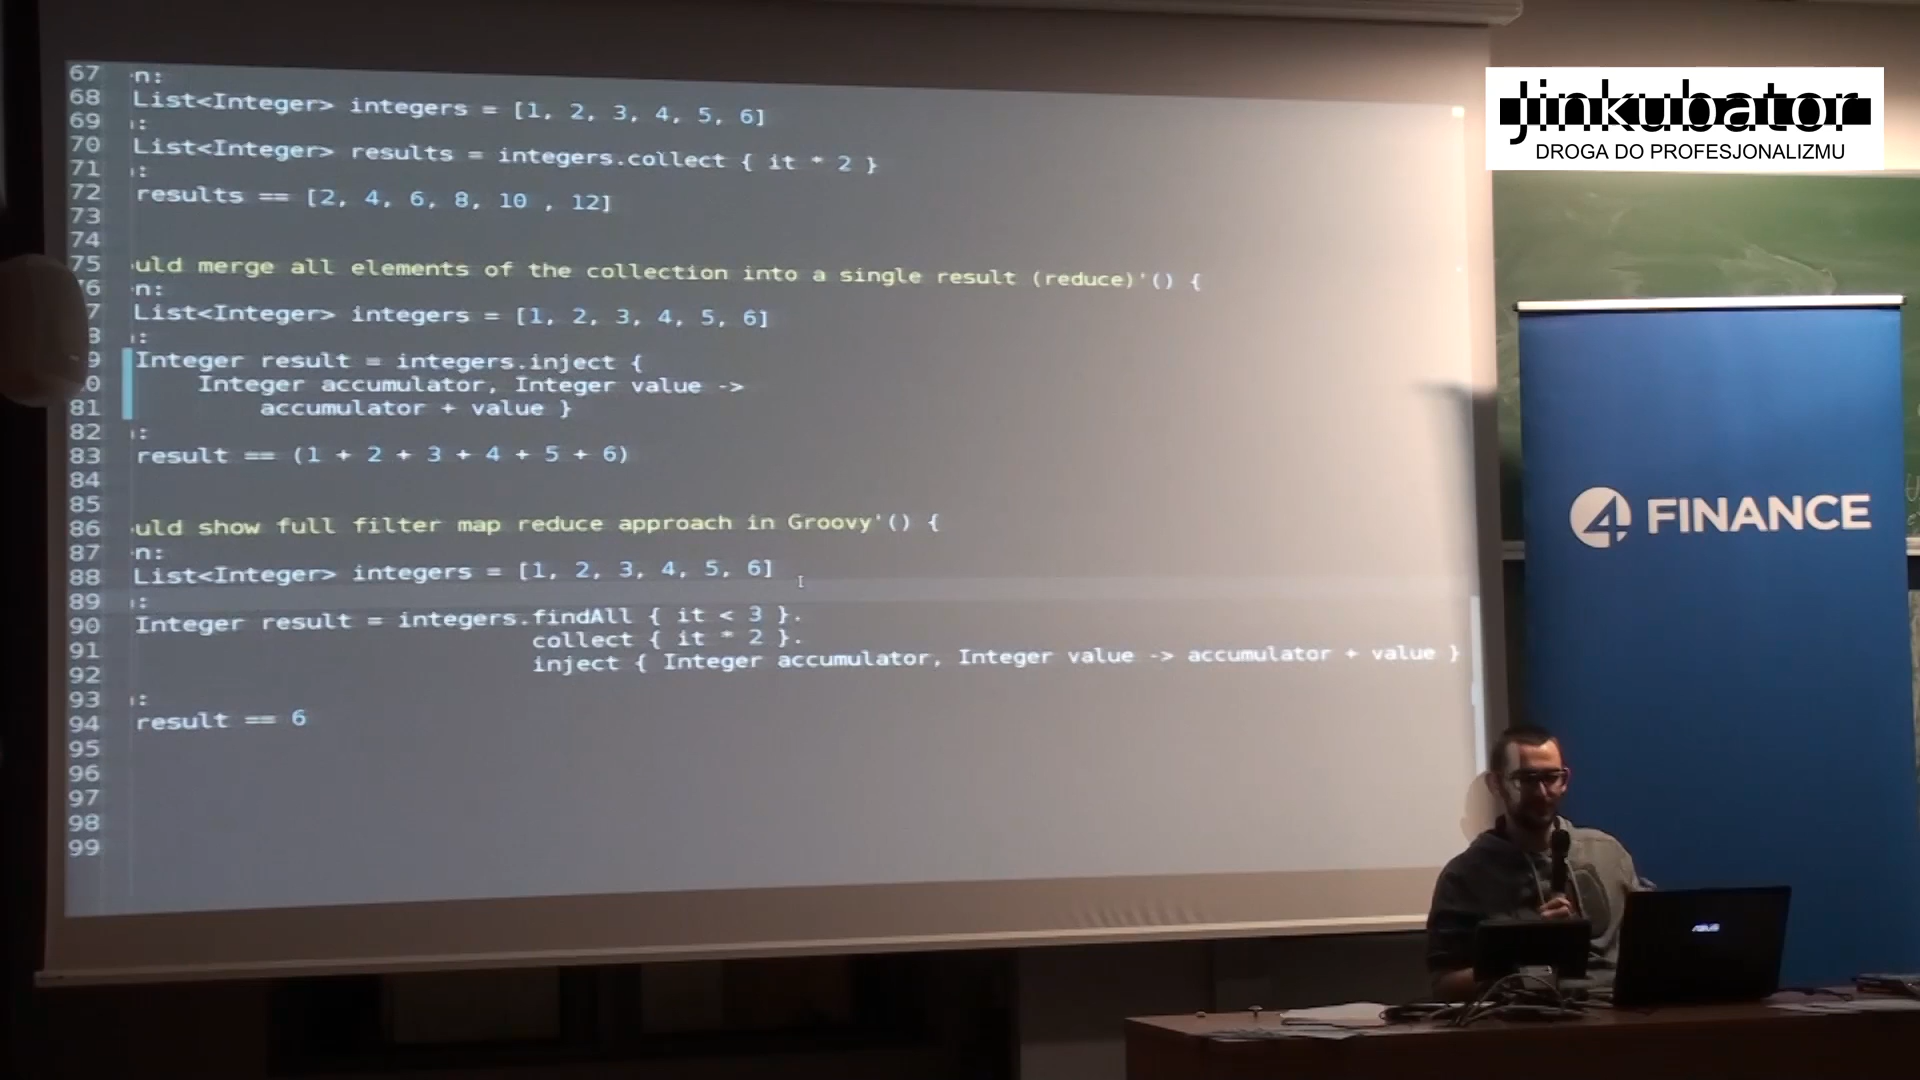 67 n:
68 List<Integer> integers = [1, 2, 3, 4, 5, 6]
69 :
70 List<Integer> results = integers.collect { it * 2 }
71 :
72 results == [2, 4, 6, 8, 10 , 12]
73
74
75 uld merge all elements of the collection into a single result (reduce)'() {
76 n:
7 List<Integer> integers = [1, 2, 3, 4, 5, 6]
8 :
9 Integer result = integers.inject {
0 Integer accumulator, Integer value ->
81 accumulator + value }
82 :
83 result == (1 + 2 + 3 + 4 + 5 + 6)
84
85
86 uld show full filter map reduce approach in Groovy'() {
87 n:
88 List<Integer> integers = [1, 2, 3, 4, 5, 6]
89 :
90 Integer result = integers.findAll { it < 3 }.
91 collect { it * 2 }.
92 inject { Integer accumulator, Integer value -> accumulator + value }
93 :
94 result == 6
95
96
97
98
99
Jinkubator
DROGA DO PROFESJONALIZMU
4 FINANCE
ASUS